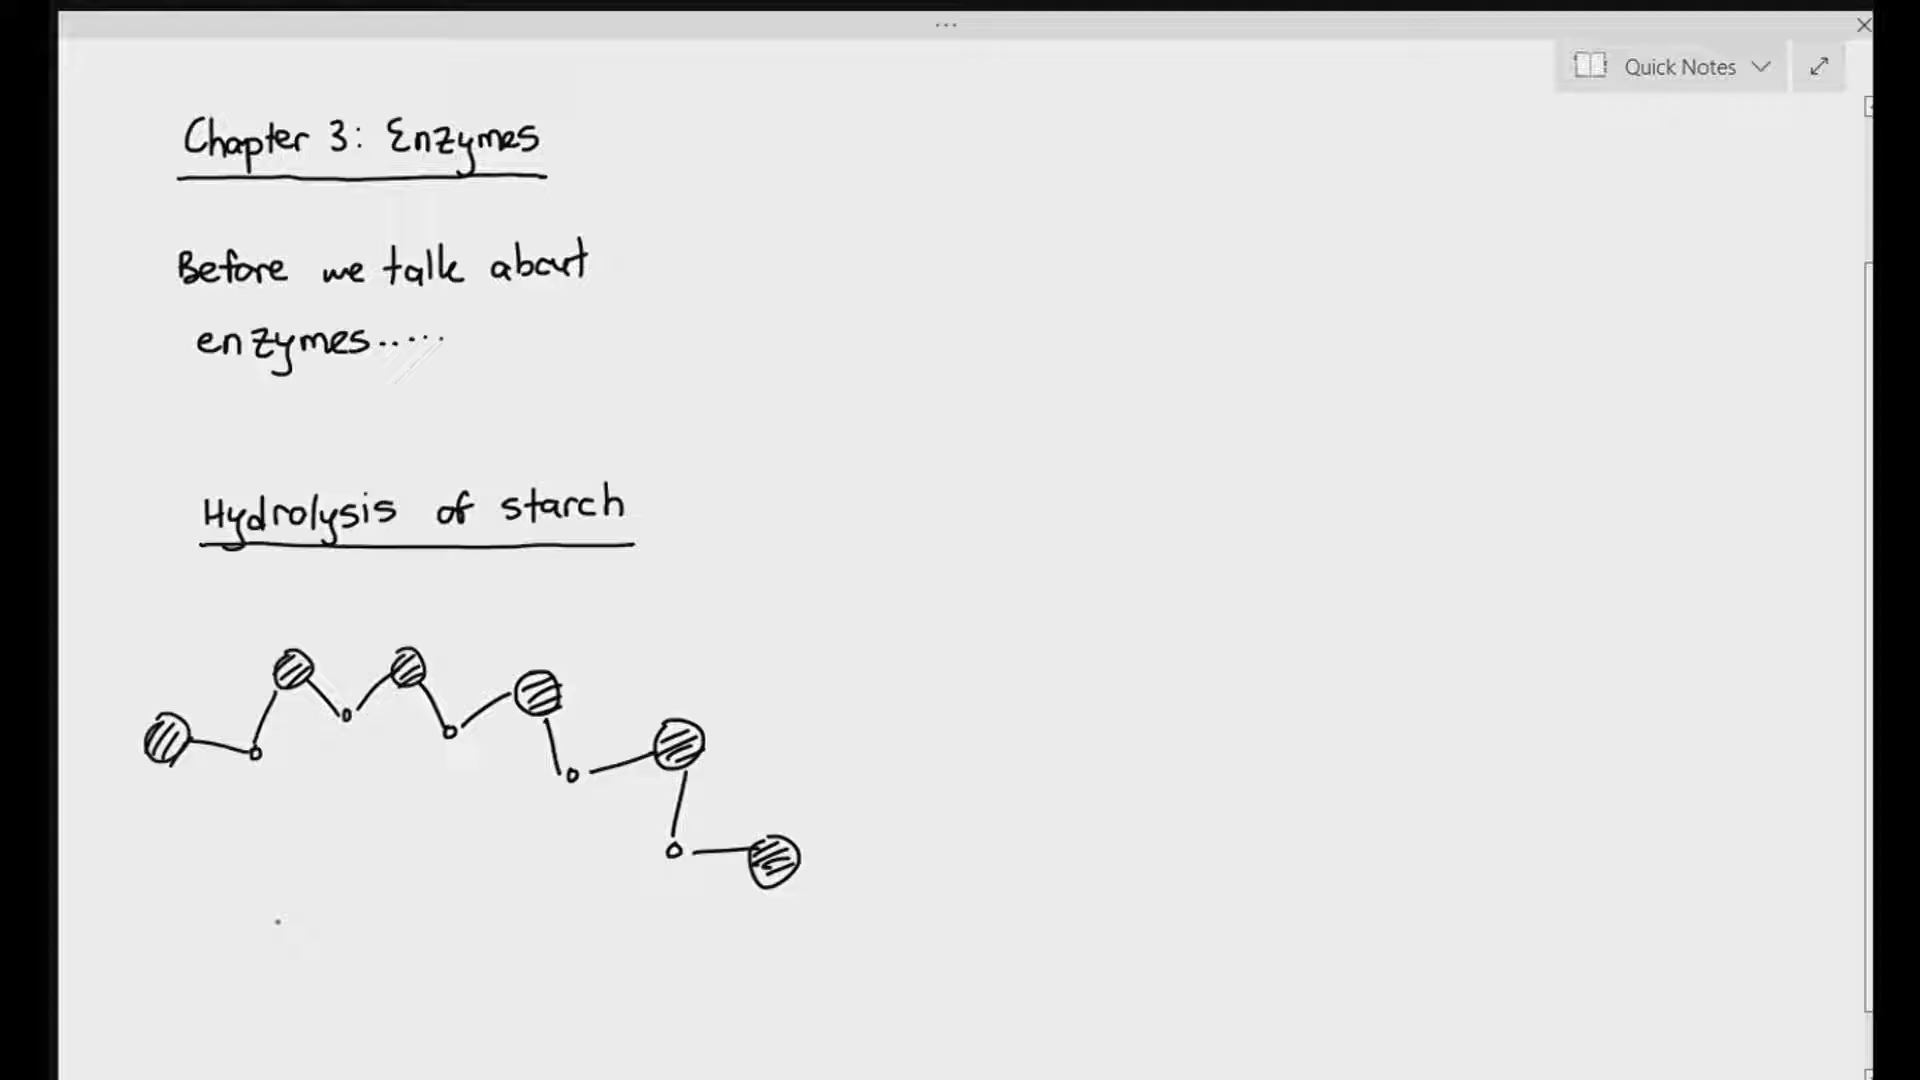 Quick Notes
Chapter 3: Enzymes
Before we talk about
enzymes.....
Hydrolysis of starch
o o o o o